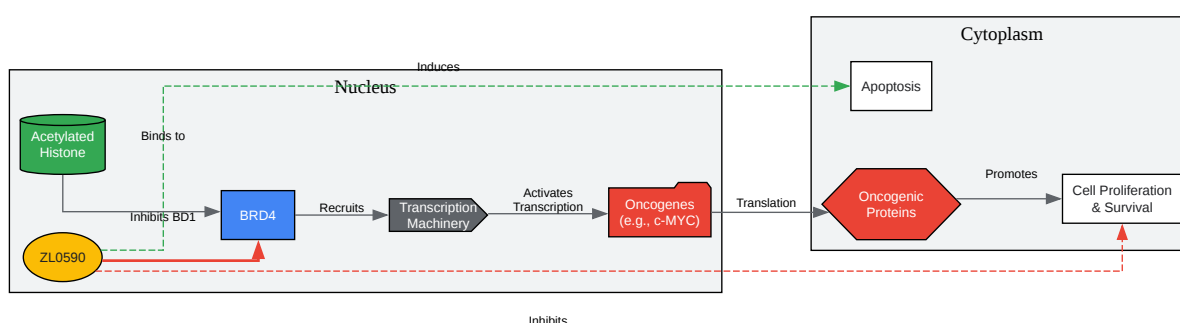 Cytoplasm
Induces
Nucleus
Apoptosis
Acetylated
Histone
Binds to
Promotes
Activates
Transcription
Cell Proliferation
& Survival
Oncogenic
Proteins
Inhibits BD1
BRD4
Recruits
Transcription
Machinery
Oncogenes
(e.g., c-MYC)
Translation
ZL0590
Inhibits